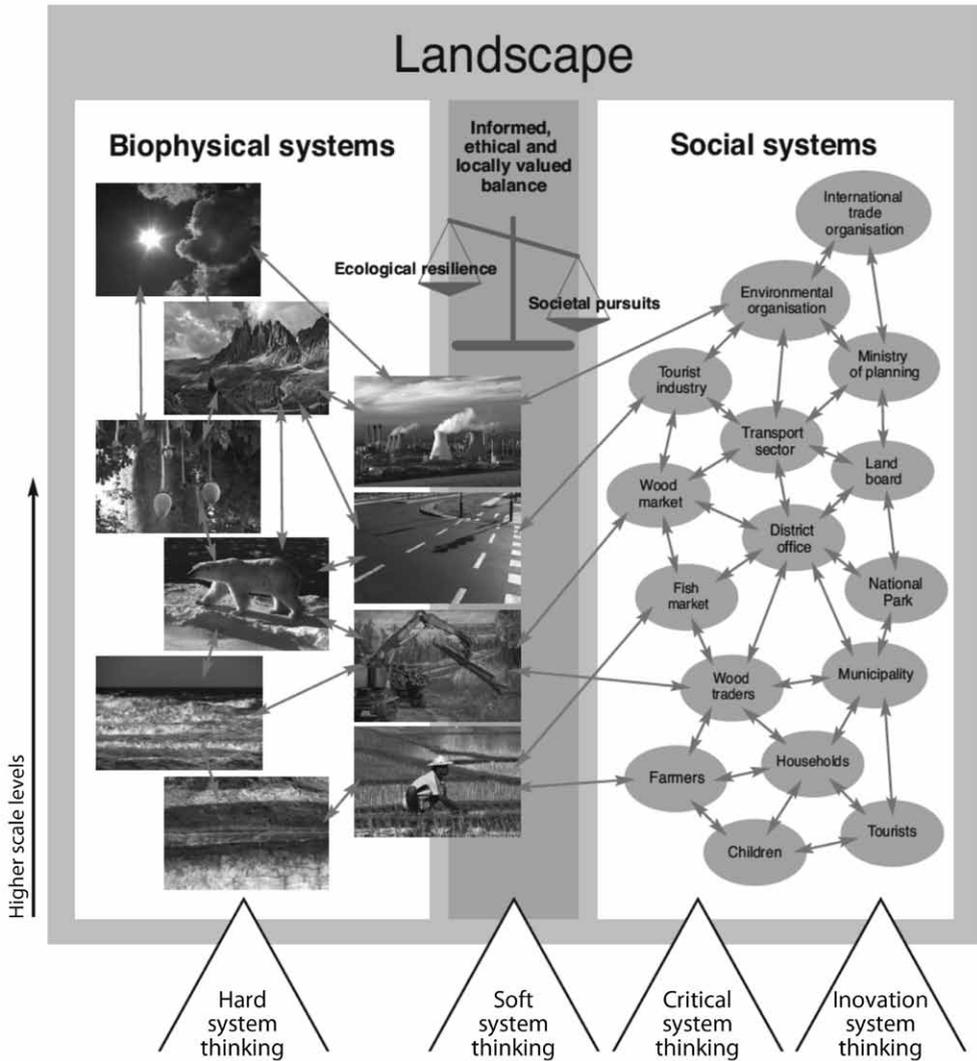 Landscape
Biophysical systems
Informed,
ethical and
locally valued
balance
Ecological resilience
Societal pursuits
Social systems
International
trade
organisation
Environmental
organisation
Tourist
industry
Ministry
of planning
Transport
sector
Wood
market
Land
board
District
office
Fish
market
National
Park
Wood
traders
Municipality
Farmers
Households
Children
Tourists
Higher scale levels
Hard
system
thinking
Soft
system
thinking
Critical
system
thinking
Inovation
system
thinking